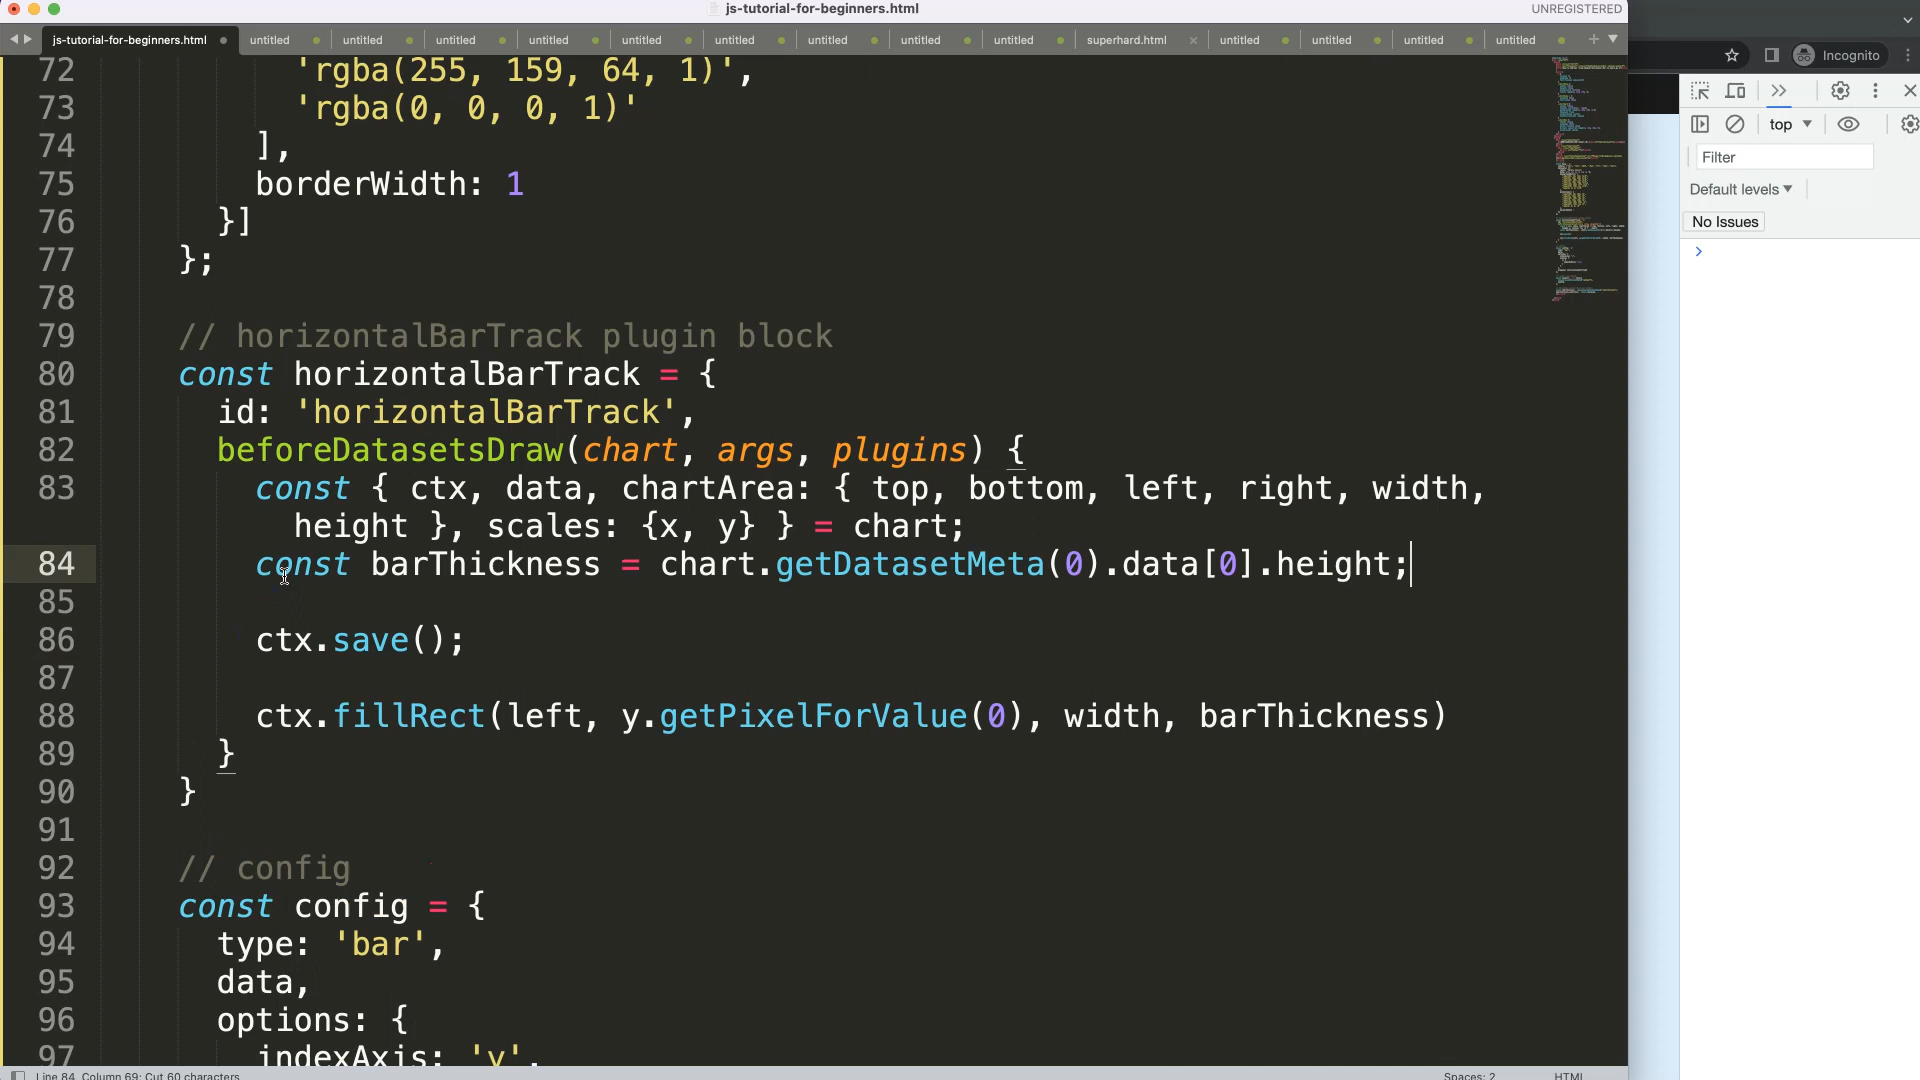 js-tutorial-for-beginners.html
UNREGISTERED
js-tutorial-for-beginners.html untitled untitled untitled untitled untitled untitled untitled untitled untitled superhard.html untitled untitled untitled untitled
Incognito
72 'rgba(255, 159, 64, 1)',
73 'rgba(0, 0, 0, 1)'
74 ],
75 borderWidth: 1
76 }]
77 };
78
79 // horizontalBarTrack plugin block
80 const horizontalBarTrack = {
81 id: 'horizontalBarTrack',
82 beforeDatasetsDraw(chart, args, plugins) {
83 const { ctx, data, chartArea: { top, bottom, left, right, width,
height }, scales: {x, y} } = chart;
84 const barThickness = chart.getDatasetMeta(0).data[0].height;
85
86 ctx.save();
87
88 ctx.fillRect(left, y.getPixelForValue(0), width, barThickness)
89 }
90 }
91
92 // config
93 const config = {
94 type: 'bar',
95 data,
96 options: {
97 indexAxis: 'y',
Line 84, Column 69; Cut 60 characters
Spaces: 2
HTML
top
Filter
Default levels
No Issues